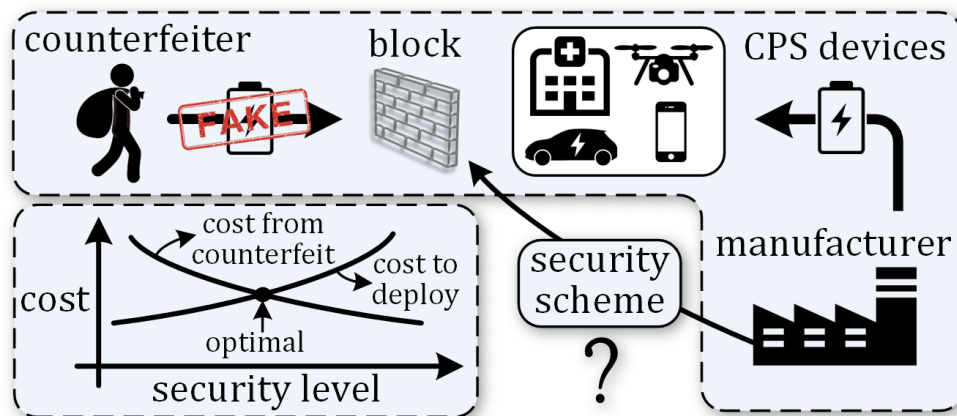 counterfeiter
block
CPS devices
FAKE
cost from
counterfeit
cost to
deploy
cost
optimal
security level
security
scheme
?
manufacturer